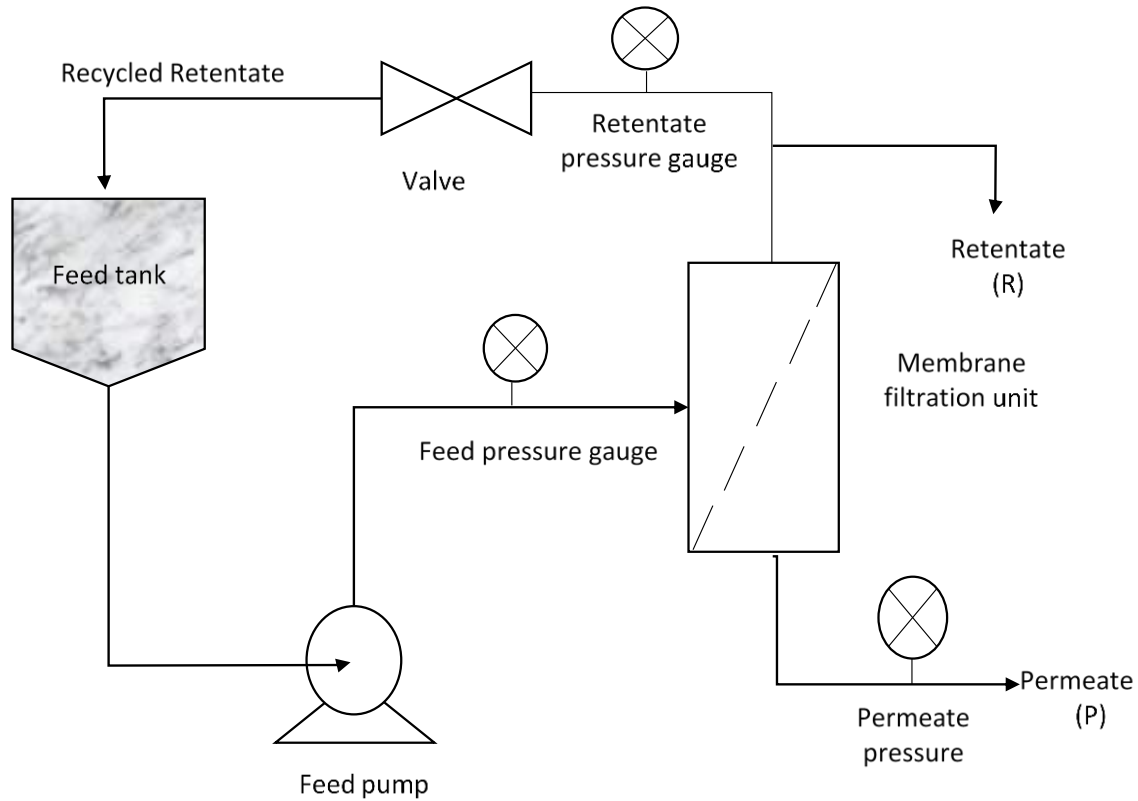 Recycled Retentate
Retentate
pressure gauge
Valve
Retentate
(R)
Feed tank
Membrane
filtration unit
Feed pressure gauge
Permeate
(P)
Permeate
pressure
Feed pump